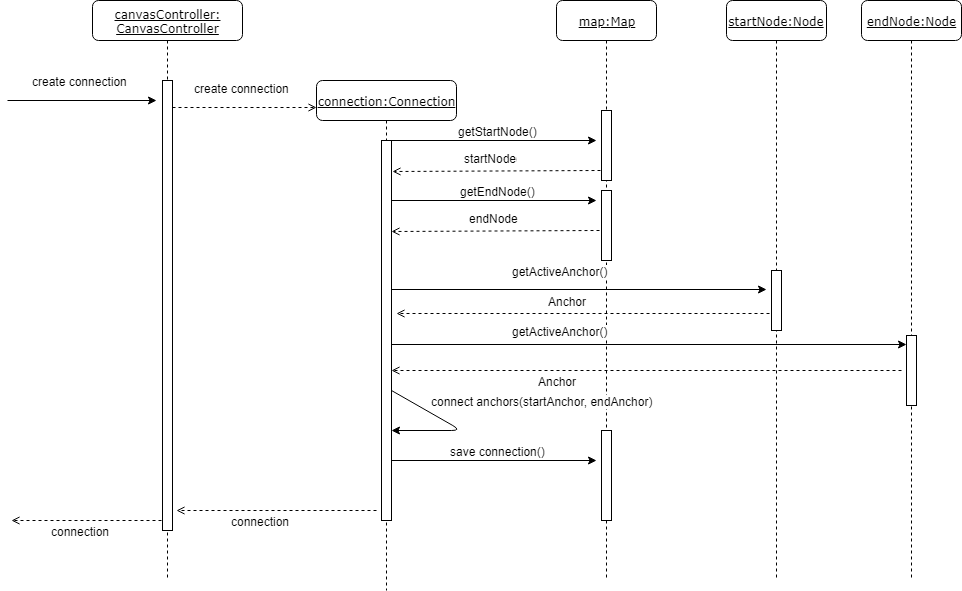 canvasController:
CanvasController
map:Map
startNode:Node
endNode:Node
create connection
create connection
connection:Connection
getStartNode()
startNode
getEndNode()
endNode
getActiveAnchor()
Anchor
getActiveAnchor()
Anchor
connect anchors(startAnchor, endAnchor)
save connection()
connection
connection